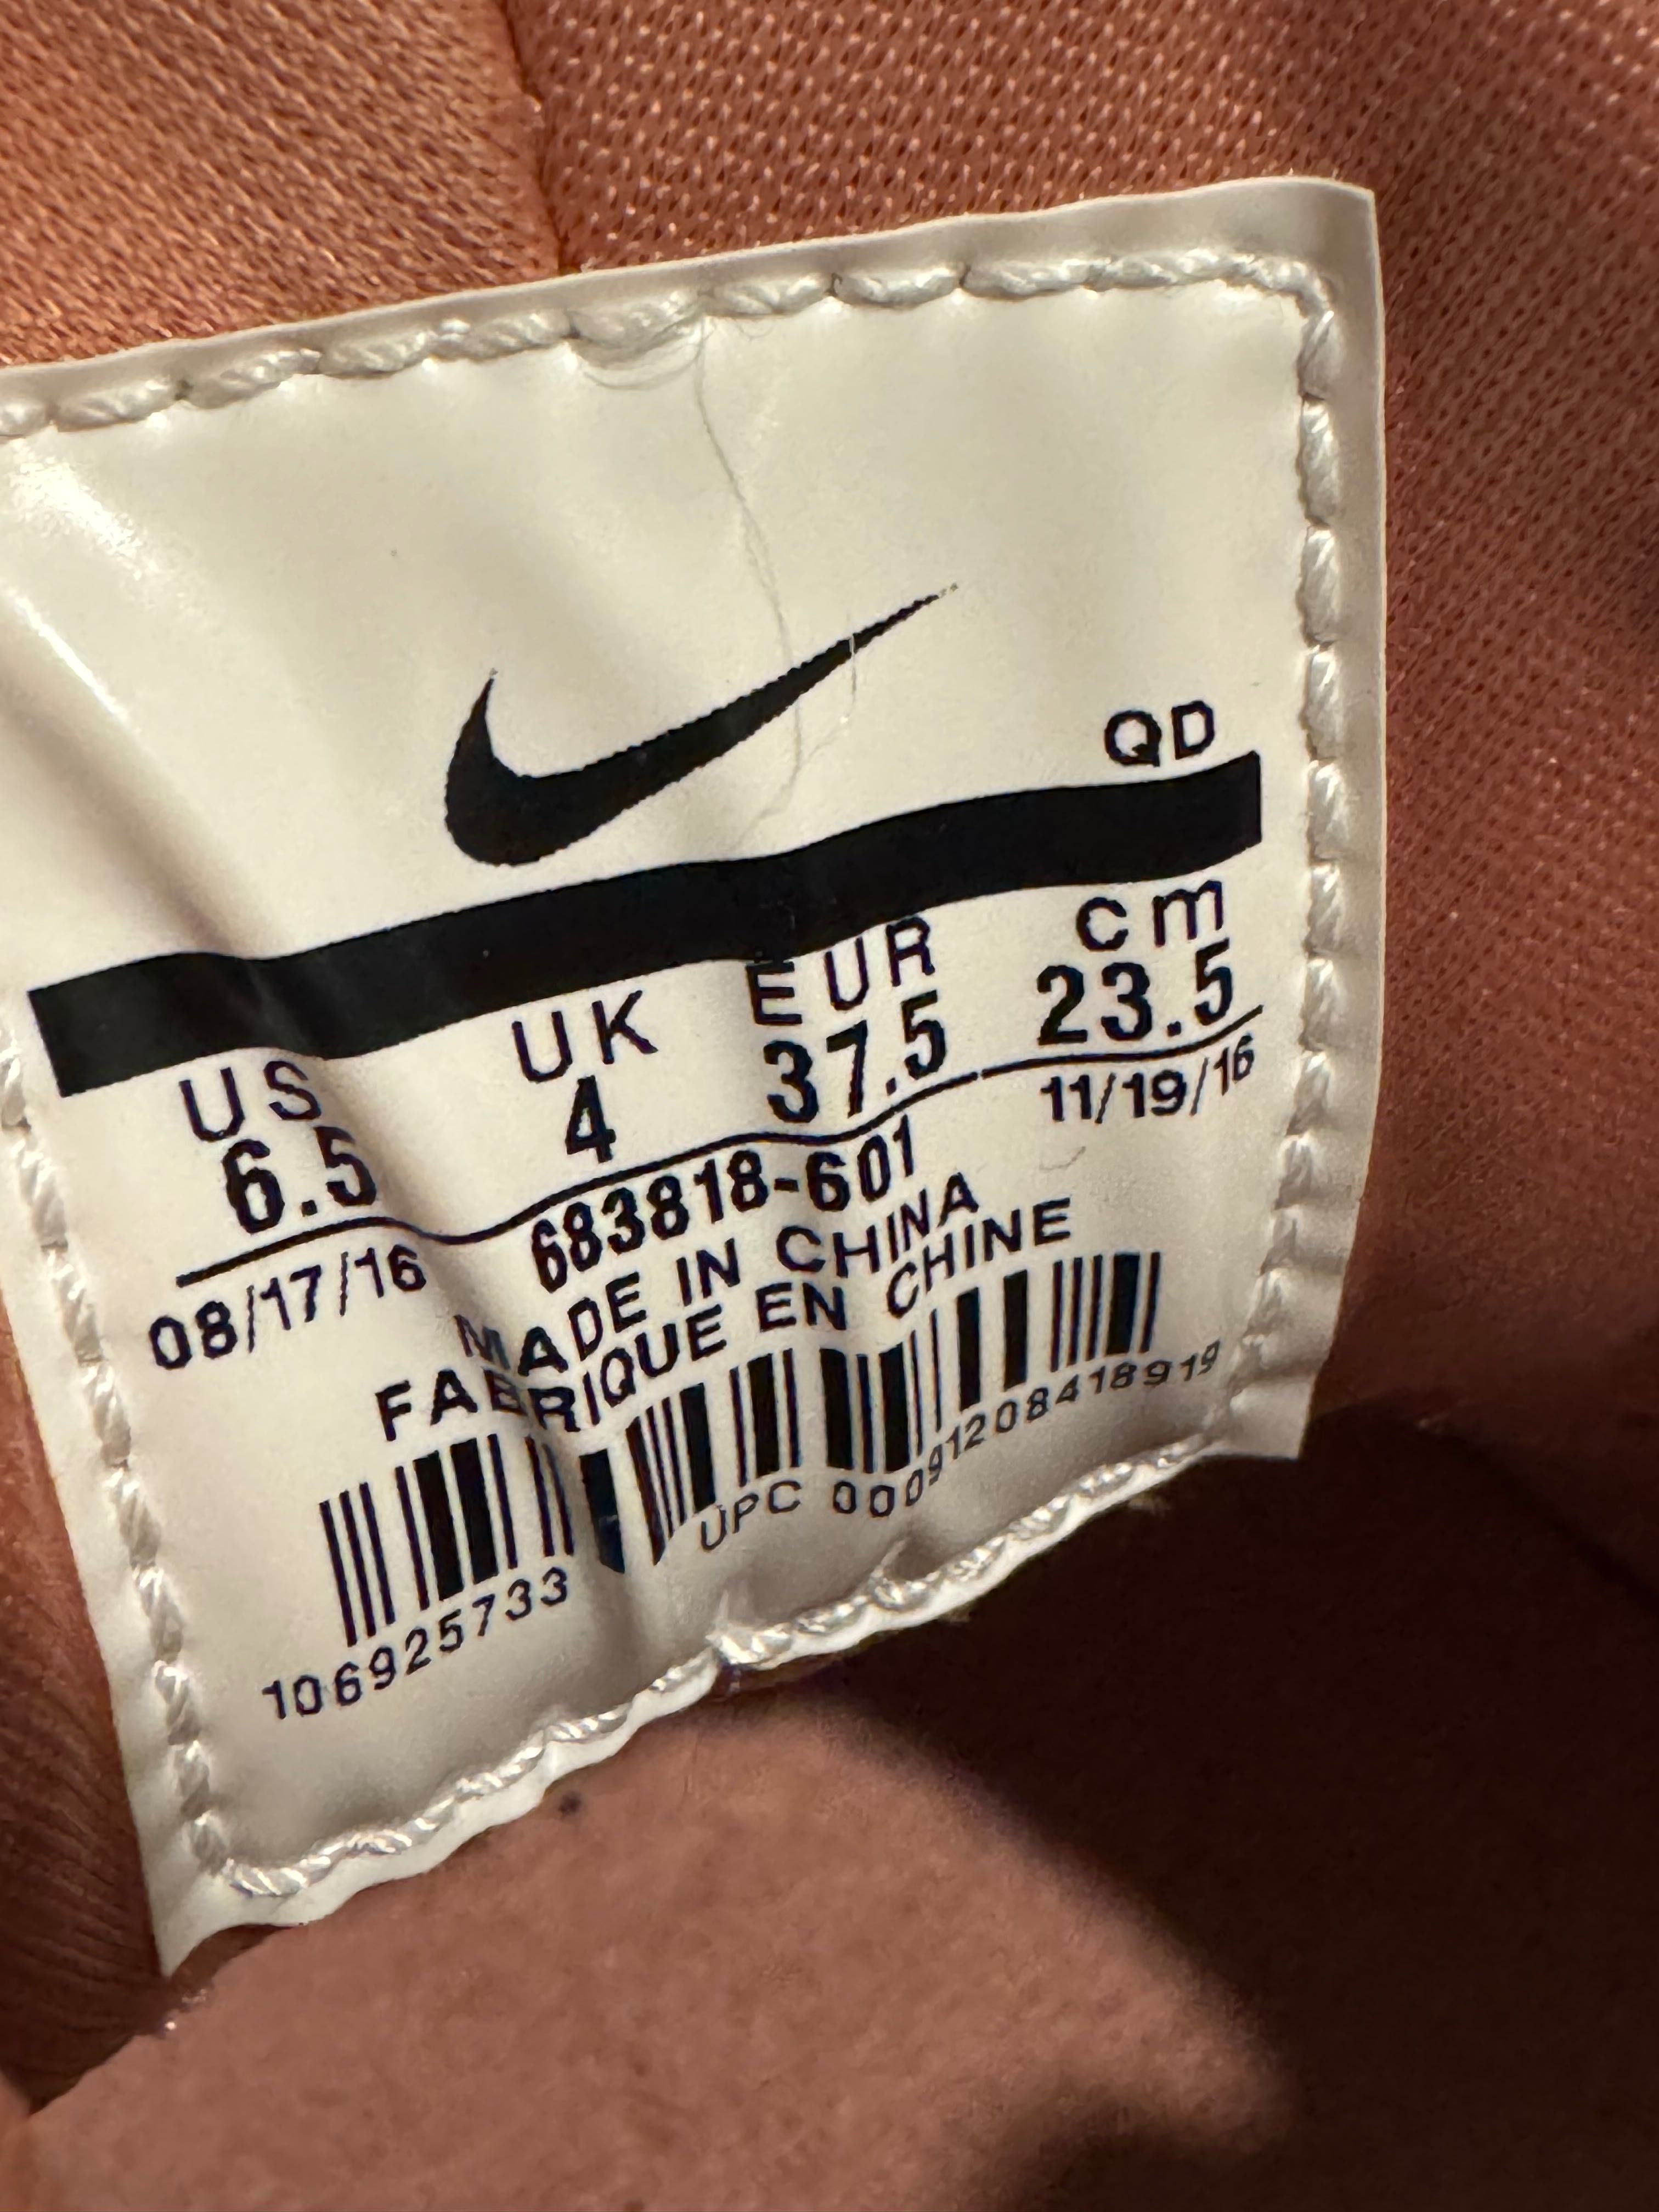 QD
US UK EUR cm
6.5 4 37.5 23.5
08/17/16 683818-601 11/19/16
MADE IN CHINA
FABRIQUE EN CHINE
106925733 UPC 00091208418919